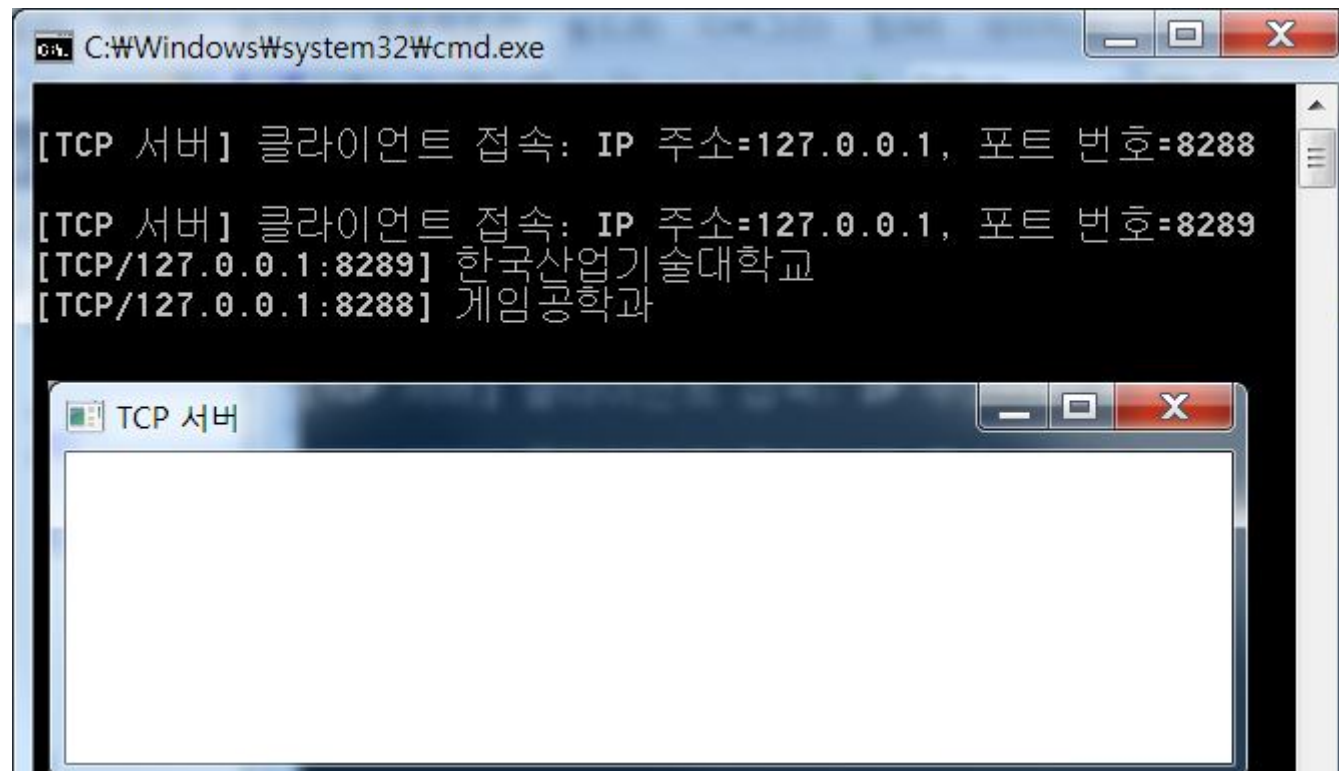 C:₩Windows₩system32₩cmd.exe
[TCP 서버] 클라이언트 접속: IP 주소=127.0.0.1, 포트 번호=8288
[TCP 서버] 클라이언트 접속: IP 주소=127.0.0.1, 포트 번호=8289
[TCP/127.0.0.1:8289] 한국산업기술대학교
[TCP/127.0.0.1:8288] 게임공학과
TCP 서버